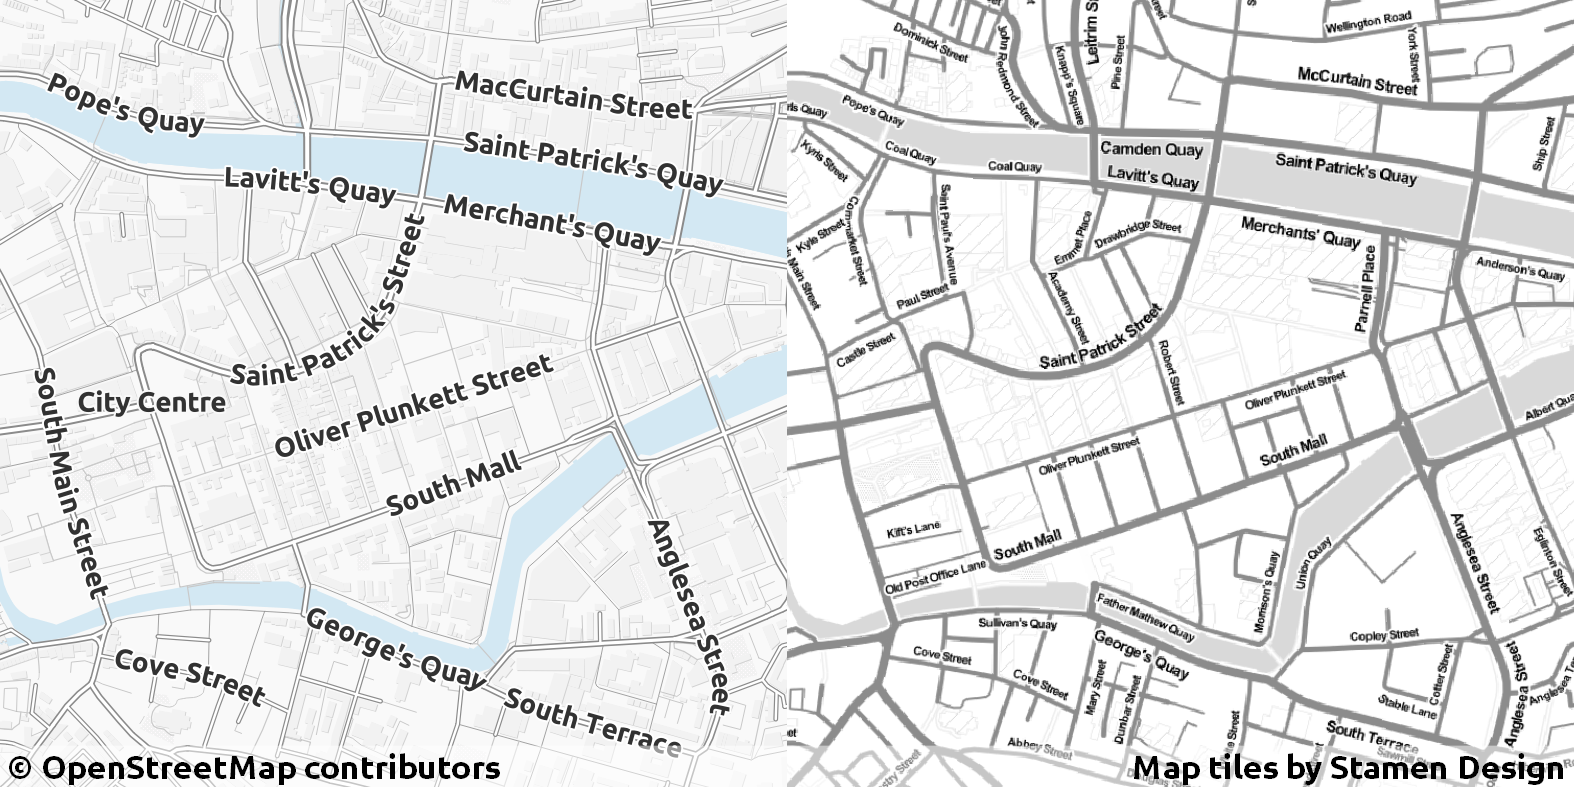 MacCurtain Street
Pope's Quay
Saint Patrick's Quay
Lavitt's Quay
Merchant's Quay
Saint Patrick's Street
City Centre
Oliver Plunkett Street
South Main Street
South Mall
Anglesea Street
George's Quay
Cove Street
South Terrace
© OpenStreetMap contributors
Wellington Road
Dominick Street
John Redmond Street
Knapp's Square
Leitrim S
Pine Street
York Street
McCurtain Street
Pope's Quay
ris Quay
Coal Quay
Coal Quay
Camden Quay
Lavitt's Quay
Saint Patrick's Quay
Ship Street
Kyris Street
Kyle Street
Cornmarket Street
Saint Paul's Avenue
Emmet Place
Drawbridge Street
Merchants' Quay
Parnell Place
Anderson's Quay
Main Street
Paul Street
Academy Street
Saint Patrick Street
Castle Street
Robert Street
Oliver Plunkett Street
Albert Qua
Oliver Plunkett Street
South Mall
Kift's Lane
South Mall
Old Post Office Lane
Morrison's Quay
Union Quay
Anglesea Street
Eglinton Street
Father Mathew Quay
Sullivan's Quay
George's Quay
Copley Street
Cove Street
Cove Street
Mary Street
Dunbar Street
Cotter Street
Stable Lane
Anglesea Street
Anglesea Te
South Terrace
Abbey Street
Sawmill Street
Douglas St
Map tiles by Stamen Design